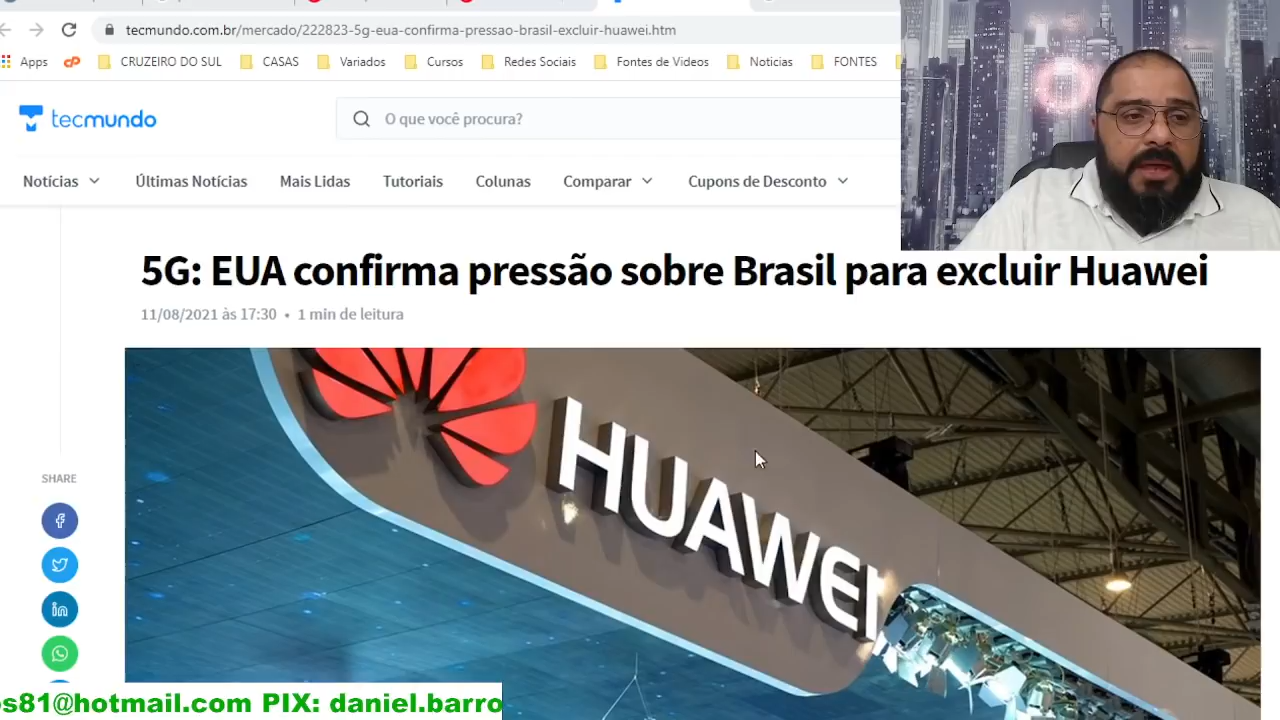 tecmundo.com.br/mercado/222823-5g-eua-confirma-pressao-brasil-excluir-huawei.htm
Apps CRUZEIRO DO SUL CASAS Variados Cursos Redes Sociais Fontes de Videos Noticias FONTES
tecmundo
O que você procura?
Notícias Últimas Notícias Mais Lidas Tutoriais Colunas Comparar Cupons de Desconto
5G: EUA confirma pressão sobre Brasil para excluir Huawei
11/08/2021 às 17:30 • 1 min de leitura
HUAWEI
SHARE
os81@hotmail.com PIX: daniel.barro